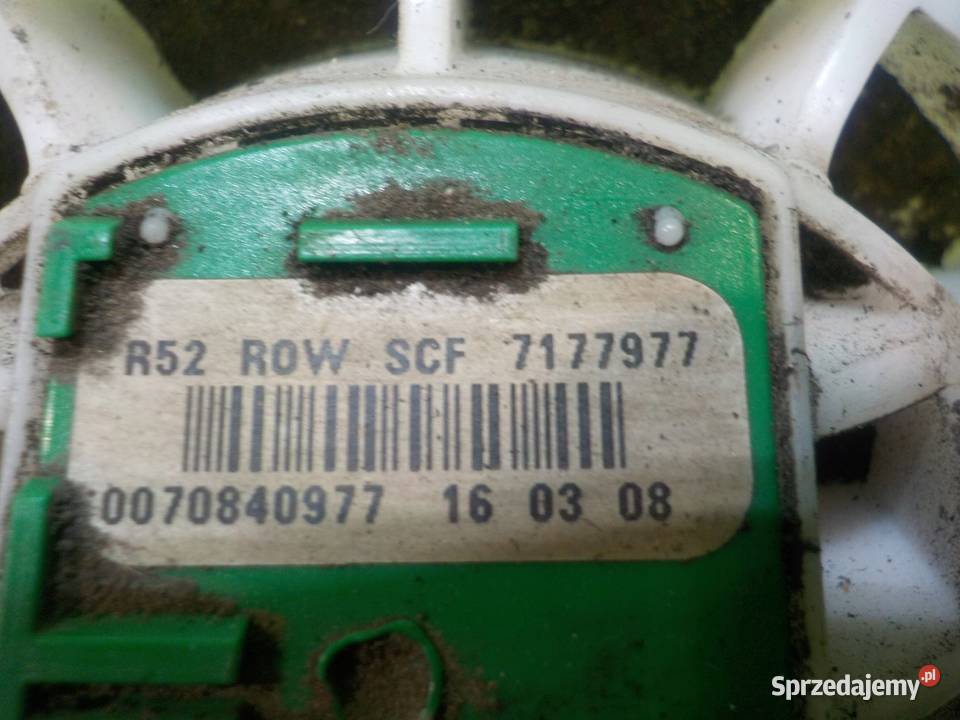 R52 ROW SCF 7177977
0070840977 16 03 08
Sprzedajemy.pl